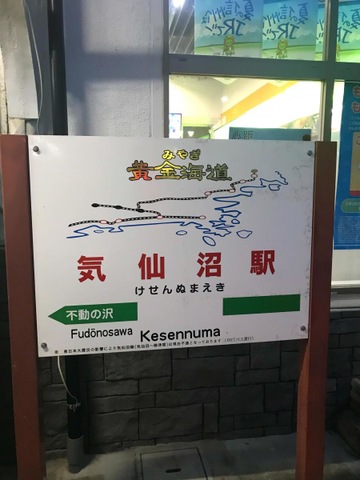 みやぎ
黄金海道
気仙沼駅
けせんぬまえき
不動の沢
Fudōnosawa
Kesennuma